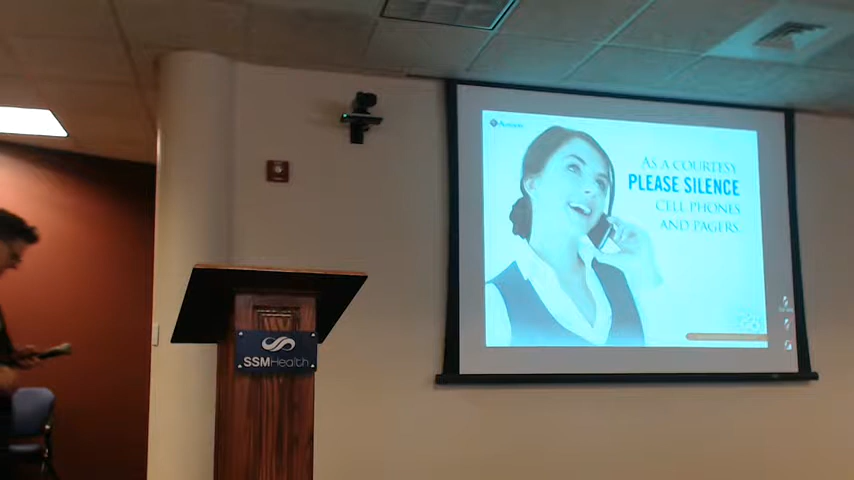 AS A COURTESY
PLEASE SILENCE
CELL PHONES
AND PAGERS.
SSMHealth